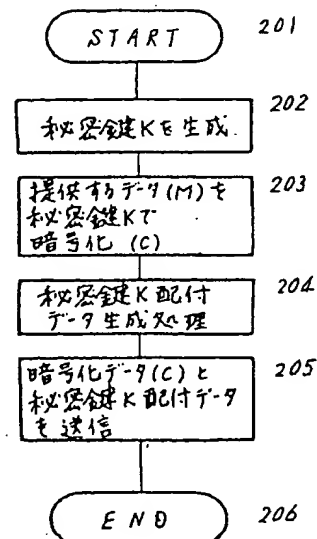 START 201
202
秘密鍵Kを生成.
203
提供するデータ(M)を
秘密鍵Kで
暗号化 (C)
204
秘密鍵K配付
データ生成処理
205
暗号化データ(C)と
秘密鍵K配付データ
を送信
END 206